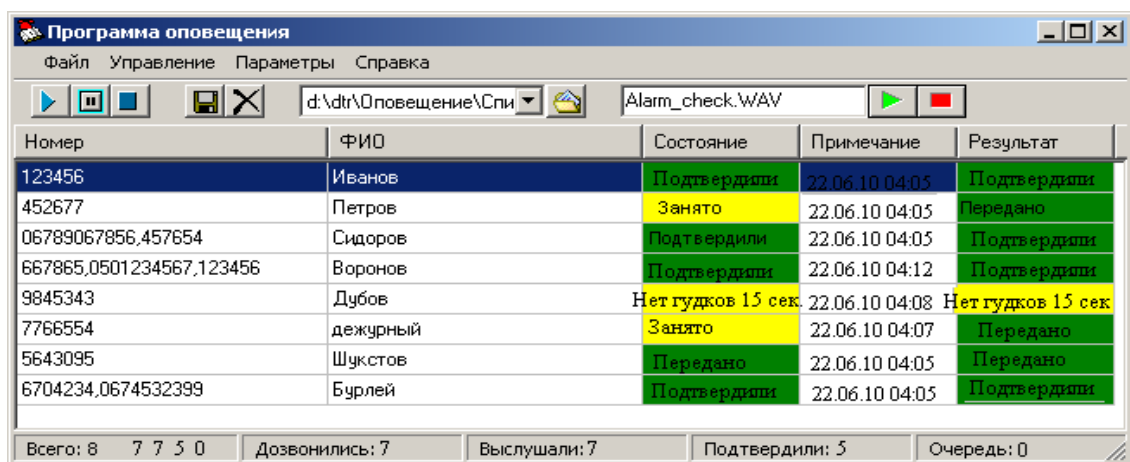 Программа оповещения
Файл Управление Параметры Справка
d:\dtr\Оповещение\Спи Alarm_check.WAV
Номер ФИО Состояние Примечание Результат
123456 Иванов Подтвердили 22.06.10 04:05 Подтвердили
452677 Петров Занято 22.06.10 04:05 Передано
06789067856,457654 Сидоров Подтвердили 22.06.10 04:05 Подтвердили
667865,0501234567,123456 Воронов Подтвердили 22.06.10 04:12 Подтвердили
9845343 Дубов Нет гудков 15 сек. 22.06.10 04:08 Нет гудков 15 сек
7766554 дежурный Занято 22.06.10 04:07 Передано
5643095 Шукстов Передано 22.06.10 04:05 Передано
6704234,0674532399 Бурлей Подтвердили 22.06.10 04:05 Подтвердили
Всего: 8 7 7 5 0 Дозвонились: 7 Выслушали: 7 Подтвердили: 5 Очередь: 0